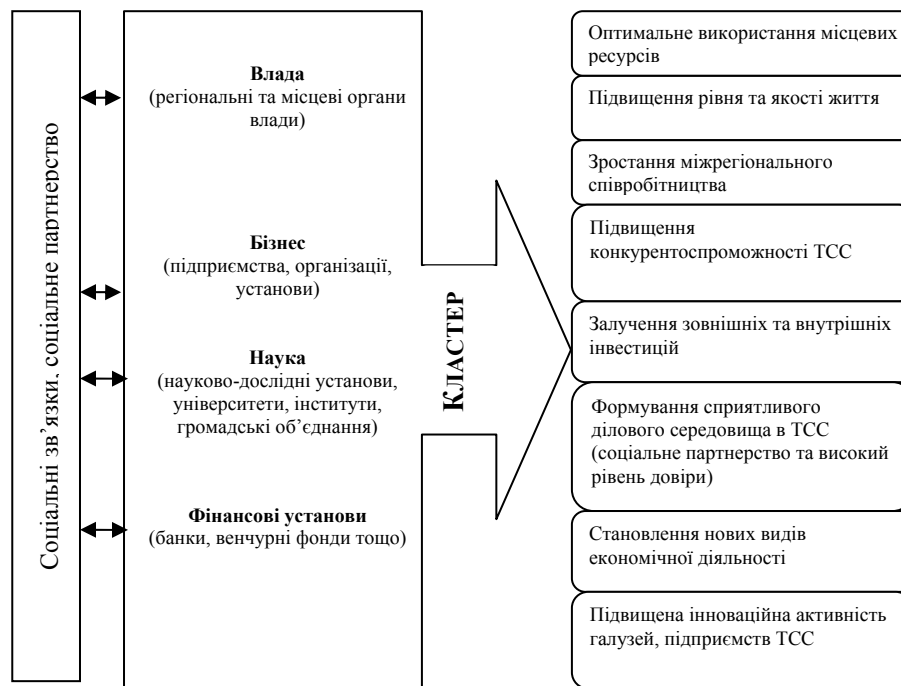 Соціальні зв’язки, соціальне партнерство
Влада
(регіональні та місцеві органи
влади)
Бізнес
(підприємства, організації,
установи)
Наука
(науково-дослідні установи,
університети, інститути,
громадські об’єднання)
Фінансові установи
(банки, венчурні фонди тощо)
КЛАСТЕР
Оптимальне використання місцевих
ресурсів
Підвищення рівня та якості життя
Зростання міжрегіонального
співробітництва
Підвищення
конкурентоспроможності ТСС
Залучення зовнішніх та внутрішніх
інвестицій
Формування сприятливого
ділового середовища в ТСС
(соціальне партнерство та високий
рівень довіри)
Становлення нових видів
економічної діяльності
Підвищена інноваційна активність
галузей, підприємств ТСС